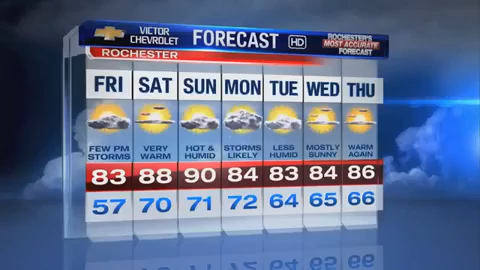 VICTOR
CHEVROLET
FORECAST
HD
ROCHESTER'S
MOST ACCURATE
FORECAST
ROCHESTER
FRI SAT SUN MON TUE WED THU
FEW PM STORMS
VERY WARM
HOT & HUMID
STORMS LIKELY
LESS HUMID
MOSTLY SUNNY
WARM AGAIN
83 88 90 84 83 84 86
57 70 71 72 64 65 66